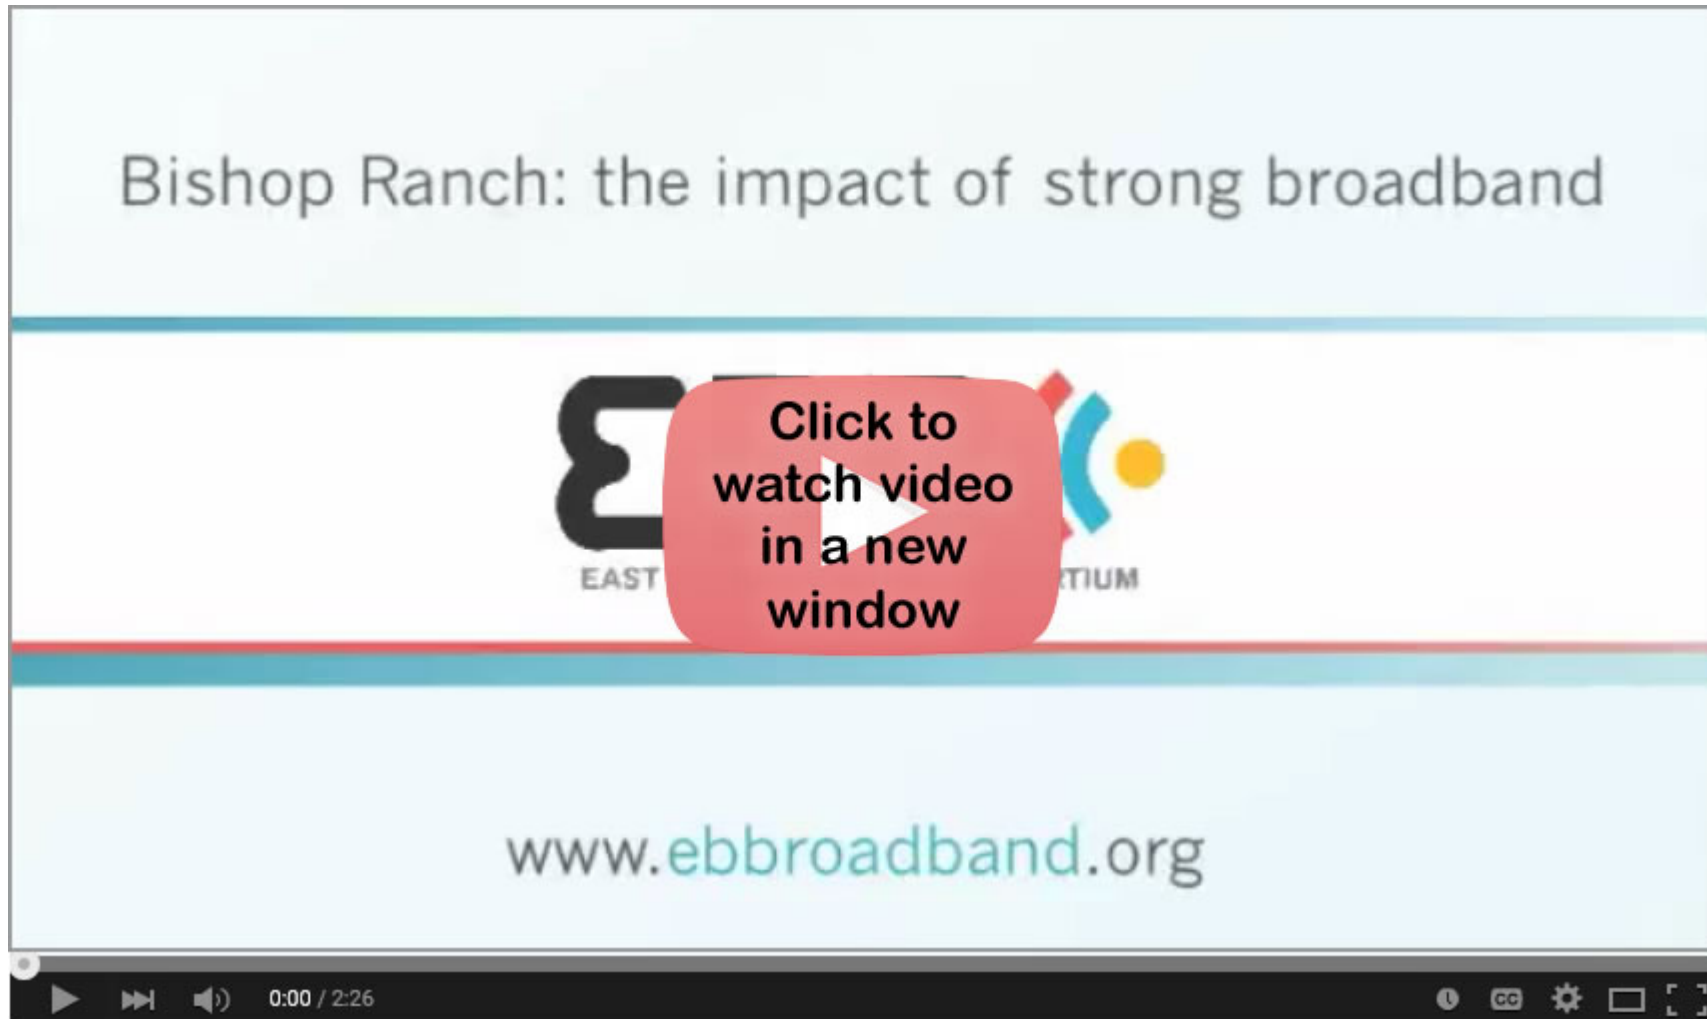 Bishop Ranch: the impact of strong broadband
Click to
watch video
in a new
window
EAST
www.ebbroadband.org
0:00 / 2:26
CC